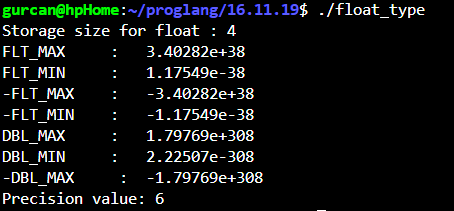 gurcan@hpHome:~/proglang/16.11.19$ ./float_type
Storage size for float : 4
FLT_MAX     :   3.40282e+38
FLT_MIN     :   1.17549e-38
-FLT_MAX    :   -3.40282e+38
-FLT_MIN    :   -1.17549e-38
DBL_MAX     :   1.79769e+308
DBL_MIN     :   2.22507e-308
-DBL_MAX     :  -1.79769e+308
Precision value: 6